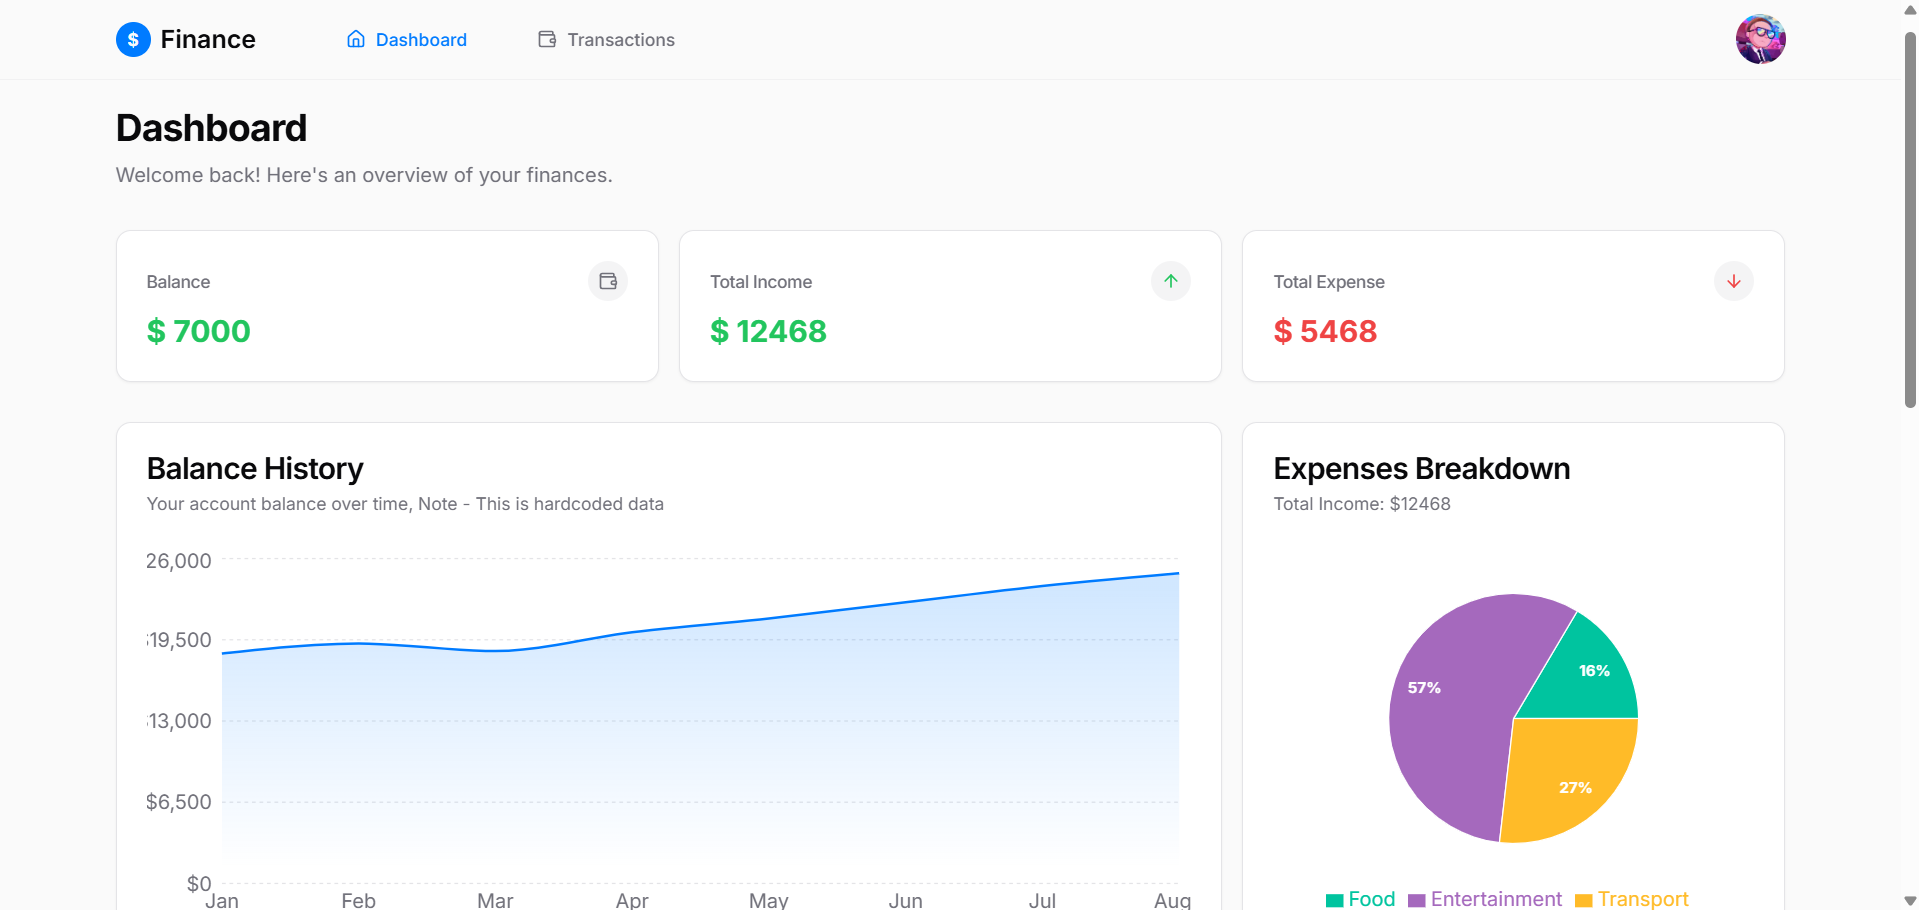 $ Finance
Dashboard
Transactions
Dashboard
Welcome back! Here's an overview of your finances.
Balance
$ 7000
Total Income
$ 12468
Total Expense
$ 5468
Balance History
Your account balance over time, Note - This is hardcoded data
26,000
19,500
13,000
$6,500
$0
Jan Feb Mar Apr May Jun Jul Aug
Expenses Breakdown
Total Income: $12468
16%
57%
27%
Food Entertainment Transport